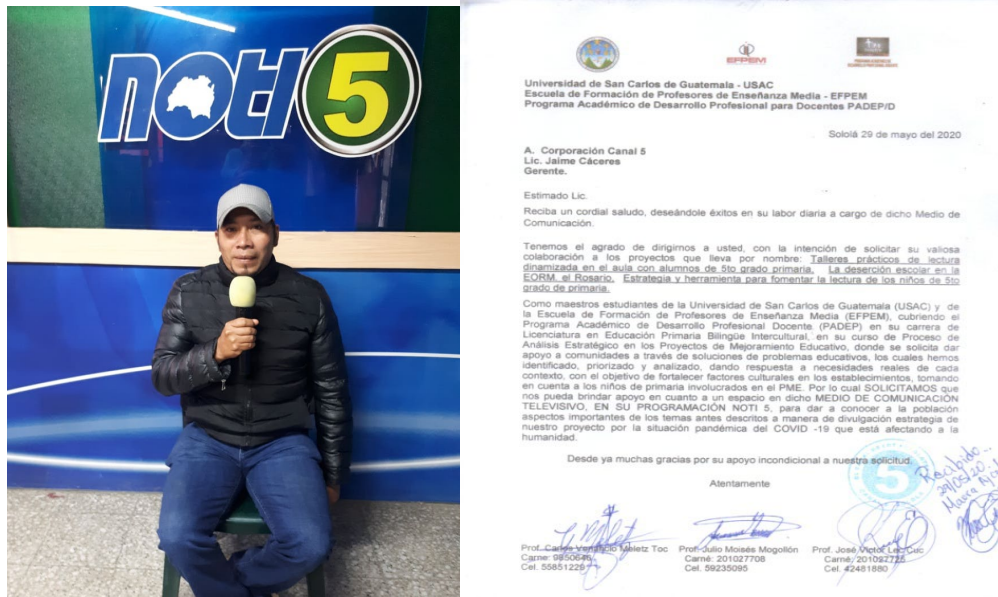 noti 5
EFPEM
Universidad de San Carlos de Guatemala - USAC
Escuela de Formación de Profesores de Enseñanza Media - EFPEM
Programa Académico de Desarrollo Profesional para Docentes PADEP/D
Sololá 29 de mayo del 2020
A. Corporación Canal 5
Lic. Jaime Cáceres
Gerente.
Estimado Lic.
Reciba un cordial saludo, deseándole éxitos en su labor diaria a cargo de dicho Medio de
Comunicación.
Tenemos el agrado de dirigirnos a usted, con la intención de solicitar su valiosa
colaboración a los proyectos que lleva por nombre: Talleres prácticos de lectura
dinamizada en el aula con alumnos de 5to grado primaria. La deserción escolar en la
EORM. el Rosario. Estrategia y herramienta para fomentar la lectura de los niños de 5to
grado de primaria.
Como maestros estudiantes de la Universidad de San Carlos de Guatemala (USAC) y de
la Escuela de Formación de Profesores de Enseñanza Media (EFPEM), cubriendo el
Programa Académico de Desarrollo Profesional Docente (PADEP) en su carrera de
Licenciatura en Educación Primaria Bilingüe Intercultural, en su curso de Proceso de
Análisis Estratégico en los Proyectos de Mejoramiento Educativo, donde se solicita dar
apoyo a comunidades a través de soluciones de problemas educativos, los cuales hemos
identificado, priorizado y analizado, dando respuesta a necesidades reales de cada
contexto, con el objetivo de fortalecer factores culturales en los establecimientos, tomando
en cuenta a los niños de primaria involucrados en el PME. Por lo cual SOLICITAMOS que
nos pueda brindar apoyo en cuanto a un espacio en dicho MEDIO DE COMUNICACIÓN
TELEVISIVO, EN SU PROGRAMACIÓN NOTI 5, para dar a conocer a la población
aspectos importantes de los temas antes descritos a manera de divulgación estrategia de
nuestro proyecto por la situación pandémica del COVID -19 que está afectando a la
humanidad.
Desde ya muchas gracias por su apoyo incondicional a nuestra solicitud.
Atentamente
5
Recibido
29/05/20
Prof. Carlos Venancio Meletz Toc Prof. Julio Moisés Mogollón Prof. José Víctor Lec Cuc
Carné: 9850646 Carné: 201027708 Carné: 201027725
Cel. 55851229 Cel. 59235095 Cel. 42481880